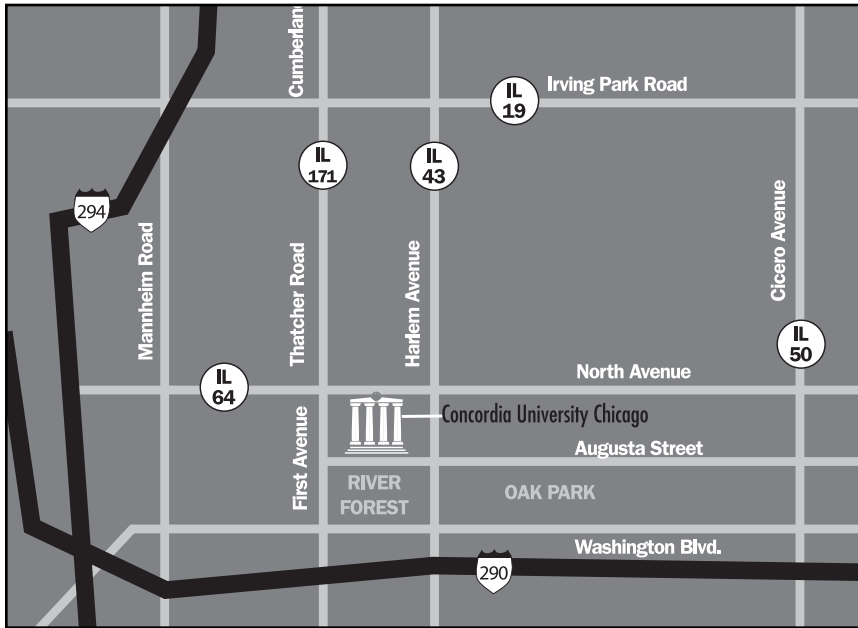 Cumberlan
Irving Park Road
IL
19
IL
171
IL
43
294
Mannheim Road
Thatcher Road
Harlem Avenue
Cicero Avenue
IL
50
IL
64
North Avenue
Concordia University Chicago
First Avenue
Augusta Street
RIVER
FOREST
OAK PARK
Washington Blvd.
290